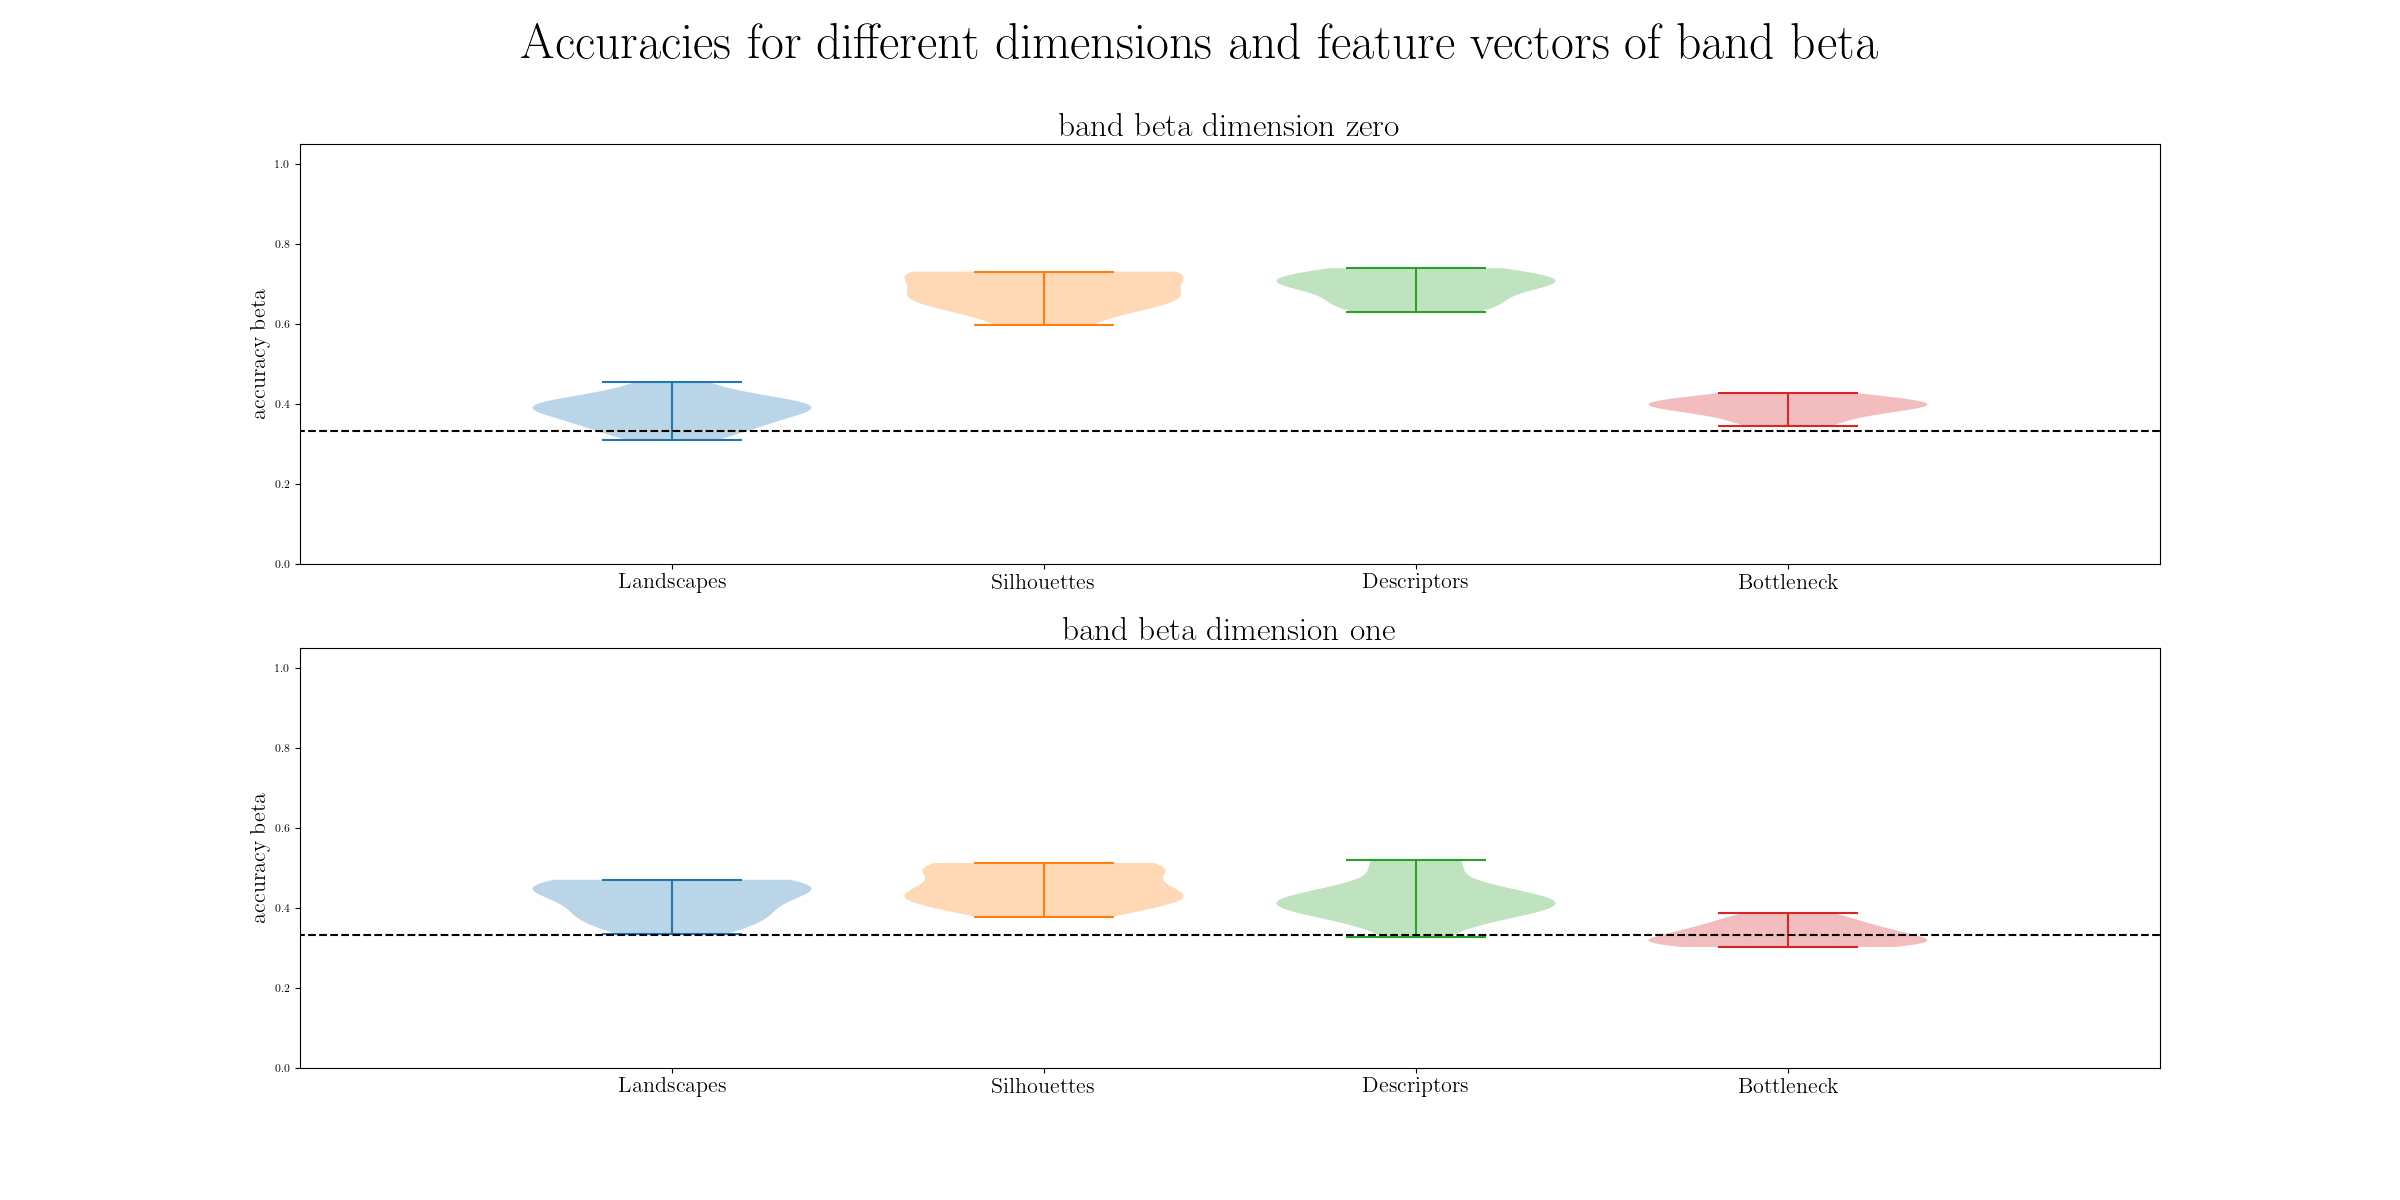 Accuracies for different dimensions and feature vectors of band beta
band beta dimension zero
1.0
0.8
0.6
0.4
0.2
0.0
accuracy beta
Landscapes Silhouettes Descriptors Bottleneck
band beta dimension one
1.0
0.8
0.6
0.4
0.2
0.0
accuracy beta
Landscapes Silhouettes Descriptors Bottleneck